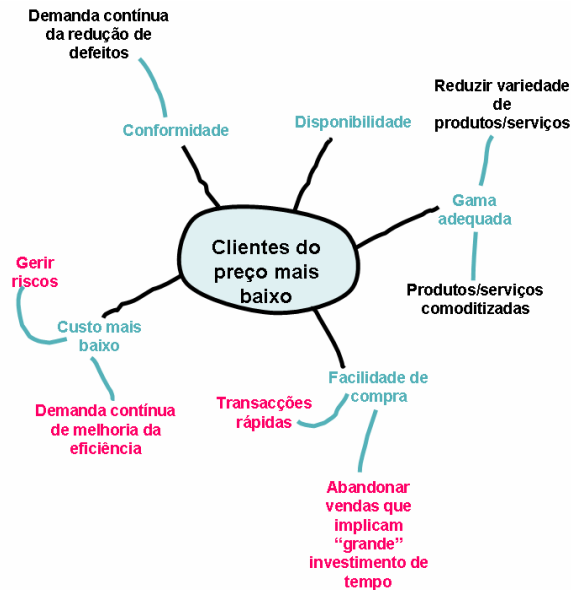 Demanda contínua
da redução de
defeitos
Conformidade
Disponibilidade
Reduzir variedade
de
produtos/serviços
Gama
adequada
Produtos/serviços
comoditizadas
Clientes do
preço mais
baixo
Gerir
riscos
Custo mais
baixo
Demanda contínua
de melhoria da
eficiência
Facilidade de
compra
Transacções
rápidas
Abandonar
vendas que
implicam
“grande”
investimento de
tempo